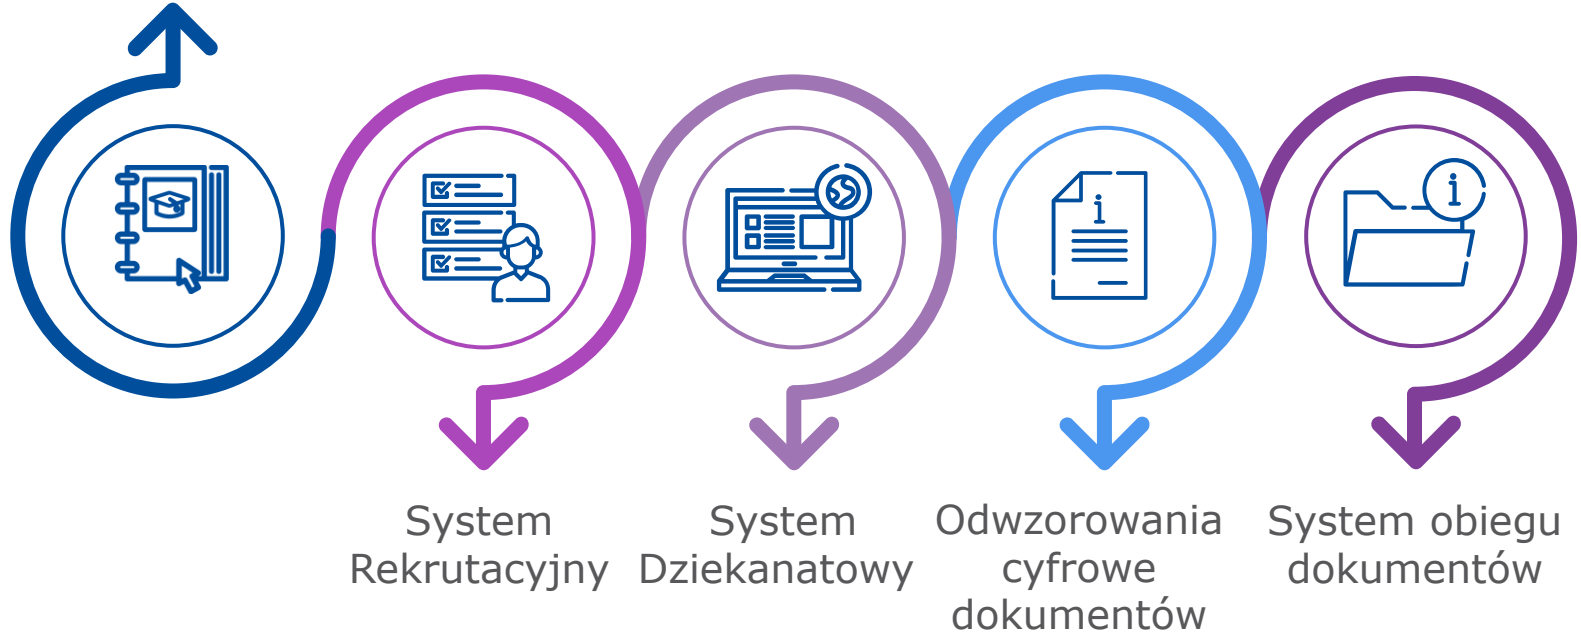 System
Rekrutacyjny
System
Dziekanatowy
Odwzorowania
cyfrowe
dokumentów
System obiegu
dokumentów